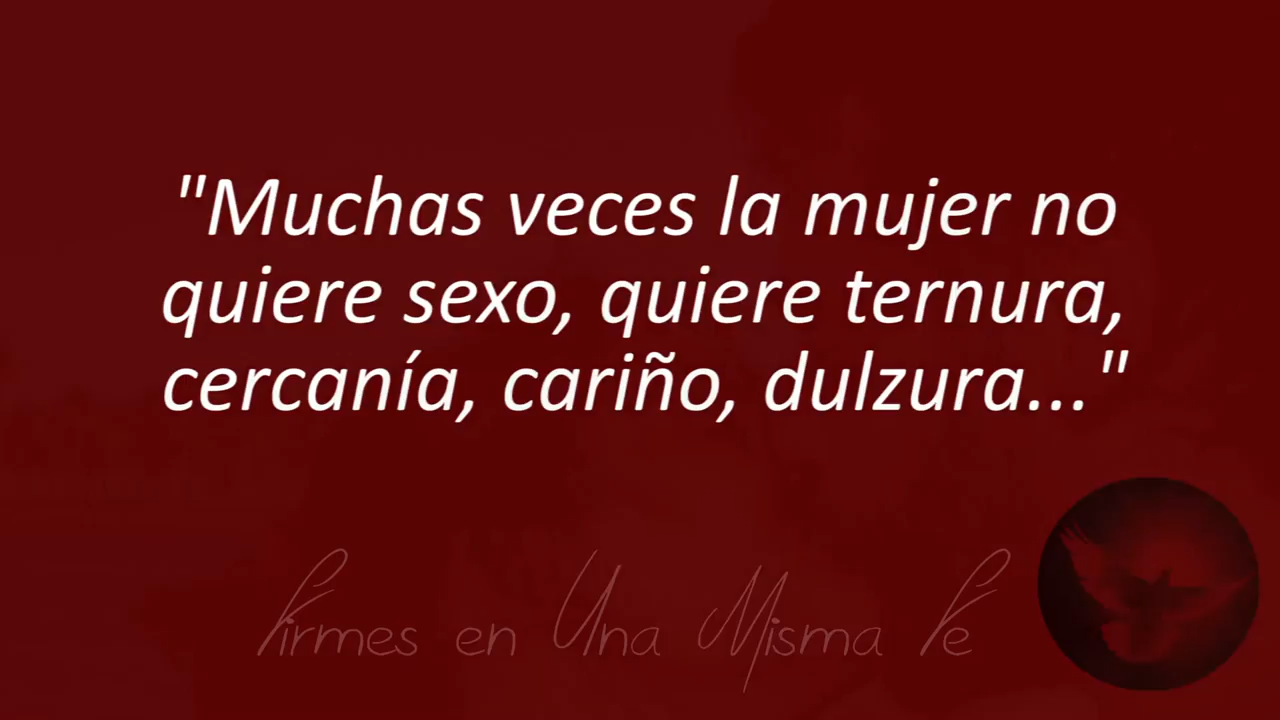 "Muchas veces la mujer no
quiere sexo, quiere ternura,
cercanía, cariño, dulzura..."
Firmes en Una Misma Fe